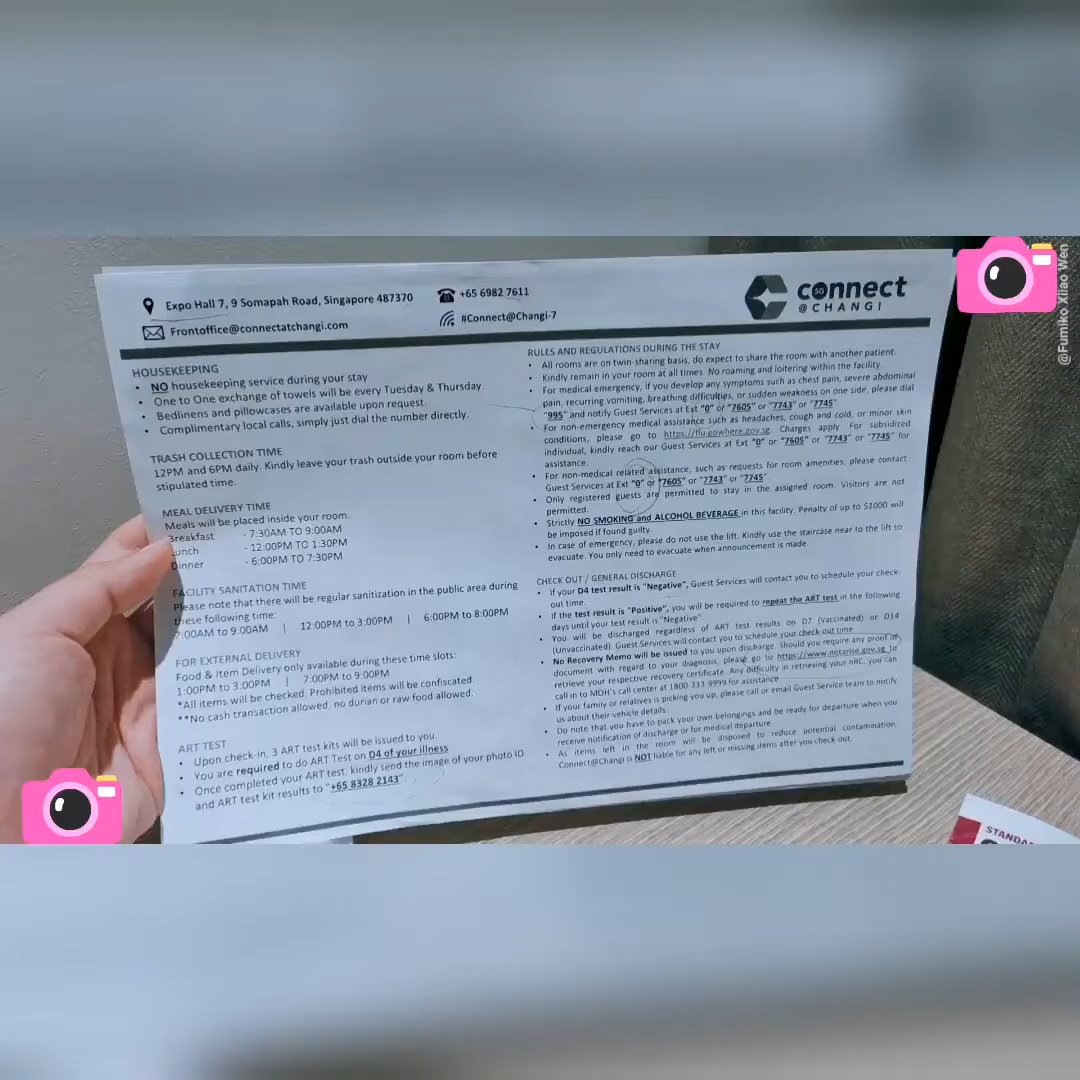 Expo Hall 7, 9 Somapah Road, Singapore 487370
+65 6982 7611
Frontoffice@connectatchangi.com
#Connect@Changi-7
connect
SG
@CHANGI
HOUSEKEEPING
• NO housekeeping service during your stay
• One to One exchange of towels will be every Tuesday & Thursday.
• Bedlinens and pillowcases are available upon request.
• Complimentary local calls, simply just dial the number directly.
TRASH COLLECTION TIME
12PM and 6PM daily. Kindly leave your trash outside your room before
stipulated time.
MEAL DELIVERY TIME
Meals will be placed inside your room.
Breakfast - 7:30AM TO 9:00AM
Lunch - 12:00PM TO 1:30PM
Dinner - 6:00PM TO 7:30PM
FACILITY SANITATION TIME
Please note that there will be regular sanitization in the public area during
these following time:
7:00AM to 9:00AM | 12:00PM to 3:00PM | 6:00PM to 8:00PM
FOR EXTERNAL DELIVERY
Food & Item Delivery only available during these time slots:
1:00PM to 3:00PM | 7:00PM to 9:00PM
*All items will be checked. Prohibited items will be confiscated.
**No cash transaction allowed, no durian or raw food allowed.
ART TEST
• Upon check-in, 3 ART test kits will be issued to you.
• You are required to do ART Test on D4 of your illness
• Once completed your ART test, kindly send the image of your photo ID
and ART test kit results to "+65 8328 2143".
RULES AND REGULATIONS DURING THE STAY
• All rooms are on twin-sharing basis, do expect to share the room with another patient.
• Kindly remain in your room at all times. No roaming and loitering within the facility.
• For medical emergency, if you develop any symptoms such as chest pain, severe abdominal
pain, recurring vomiting, breathing difficulties, or sudden weakness on one side, please dial
"995" and notify Guest Services at Ext "0" or "7605" or "7743" or "7745"
• For non-emergency medical assistance such as headaches, cough and cold, or minor skin
conditions, please go to https://flu.gowhere.gov.sg. Charges apply. For subsidized
individual, kindly reach our Guest Services at Ext "0" or "7605" or "7743" or "7745" for
assistance.
• For non-medical related assistance, such as requests for room amenities, please contact
Guest Services at Ext "0" or "7605" or "7743" or "7745"
• Only registered guests are permitted to stay in the assigned room. Visitors are not
permitted.
• Strictly NO SMOKING and ALCOHOL BEVERAGE in this facility. Penalty of up to $1000 will
be imposed if found guilty.
• In case of emergency, please do not use the lift. Kindly use the staircase near to the lift to
evacuate. You only need to evacuate when announcement is made.
CHECK OUT / GENERAL DISCHARGE
• If your D4 test result is "Negative", Guest Services will contact you to schedule your check-
out time.
• If the test result is "Positive", you will be required to repeat the ART test in the following
days until your test result is "Negative".
• You will be discharged regardless of ART test results on D7 (Vaccinated) or D14
(Unvaccinated). Guest Services will contact you to schedule your check out time.
• No Recovery Memo will be issued to you upon discharge. Should you require any proof of
document with regard to your diagnosis, please go to https://www.notarise.gov.sg to
retrieve your respective recovery certificate. Any difficulty in retrieving your nRC, you can
call in to MOH's call center at 1800-333-9999 for assistance
• If your family or relatives is picking you up, please call or email Guest Service team to notify
us about their vehicle details.
• Do note that you have to pack your own belongings and be ready for departure when you
receive notification of discharge or for medical departure
• As items left in the room will be disposed to reduce potential contamination
Connect@Changi is NOT liable for any left or missing items after you check-out.
@Fumiko Xiiao Wen